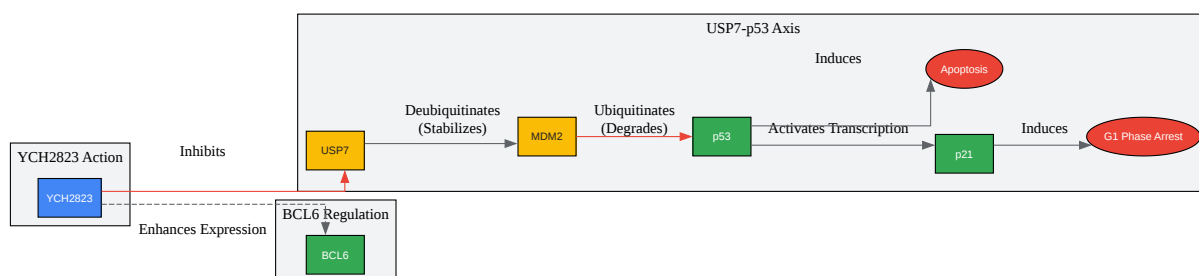 USP7-p53 Axis
Induces
Apoptosis
Deubiquitinates
(Stabilizes)
Ubiquitinates
(Degrades)
USP7
MDM2
p53
Activates Transcription
p21
Induces
G1 Phase Arrest
YCH2823 Action
Inhibits
YCH2823
Enhances Expression
BCL6 Regulation
BCL6